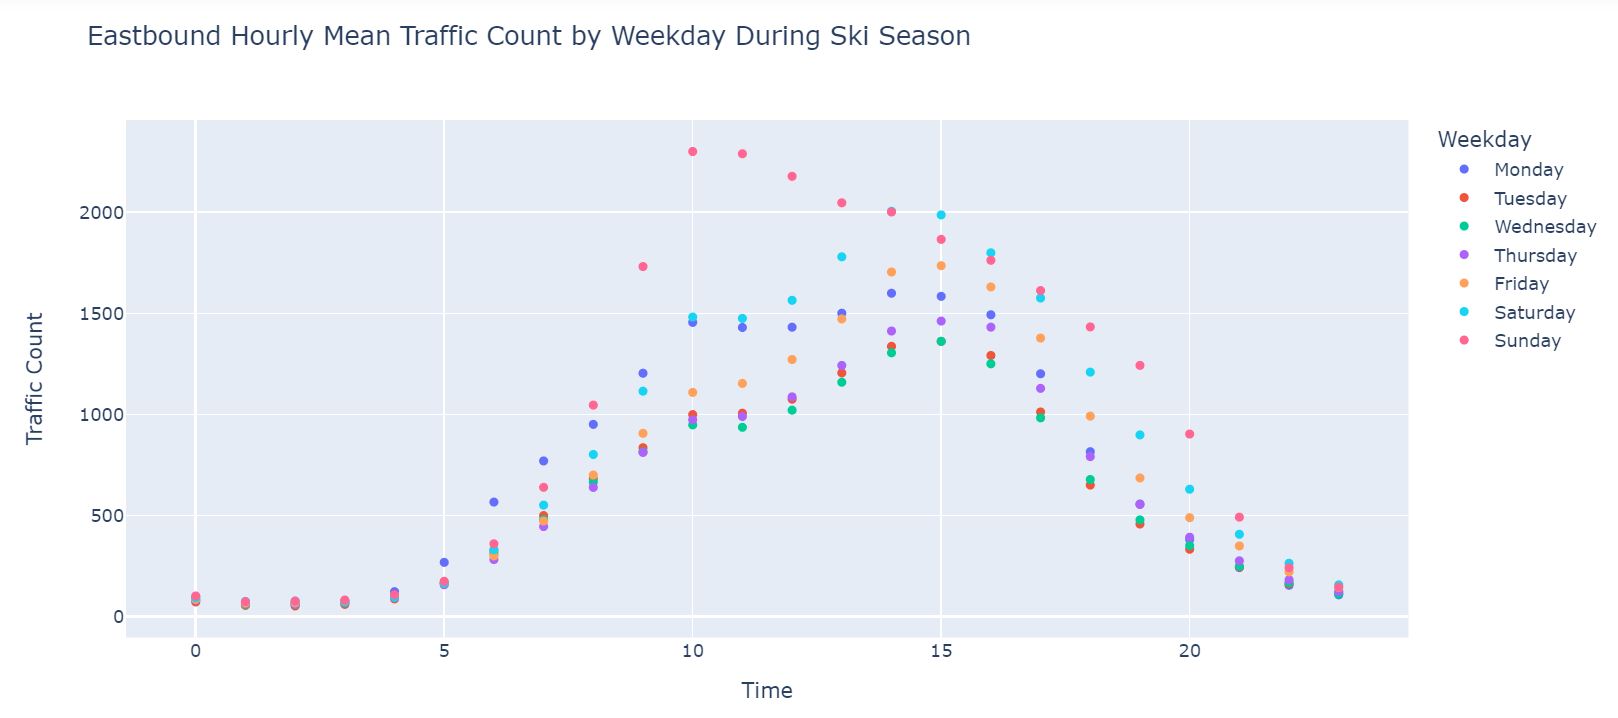 Eastbound Hourly Mean Traffic Count by Weekday During Ski Season
Traffic Count
2000
1500
1000
500
0
0 5 10 15 20
Time
Weekday
Monday
Tuesday
Wednesday
Thursday
Friday
Saturday
Sunday